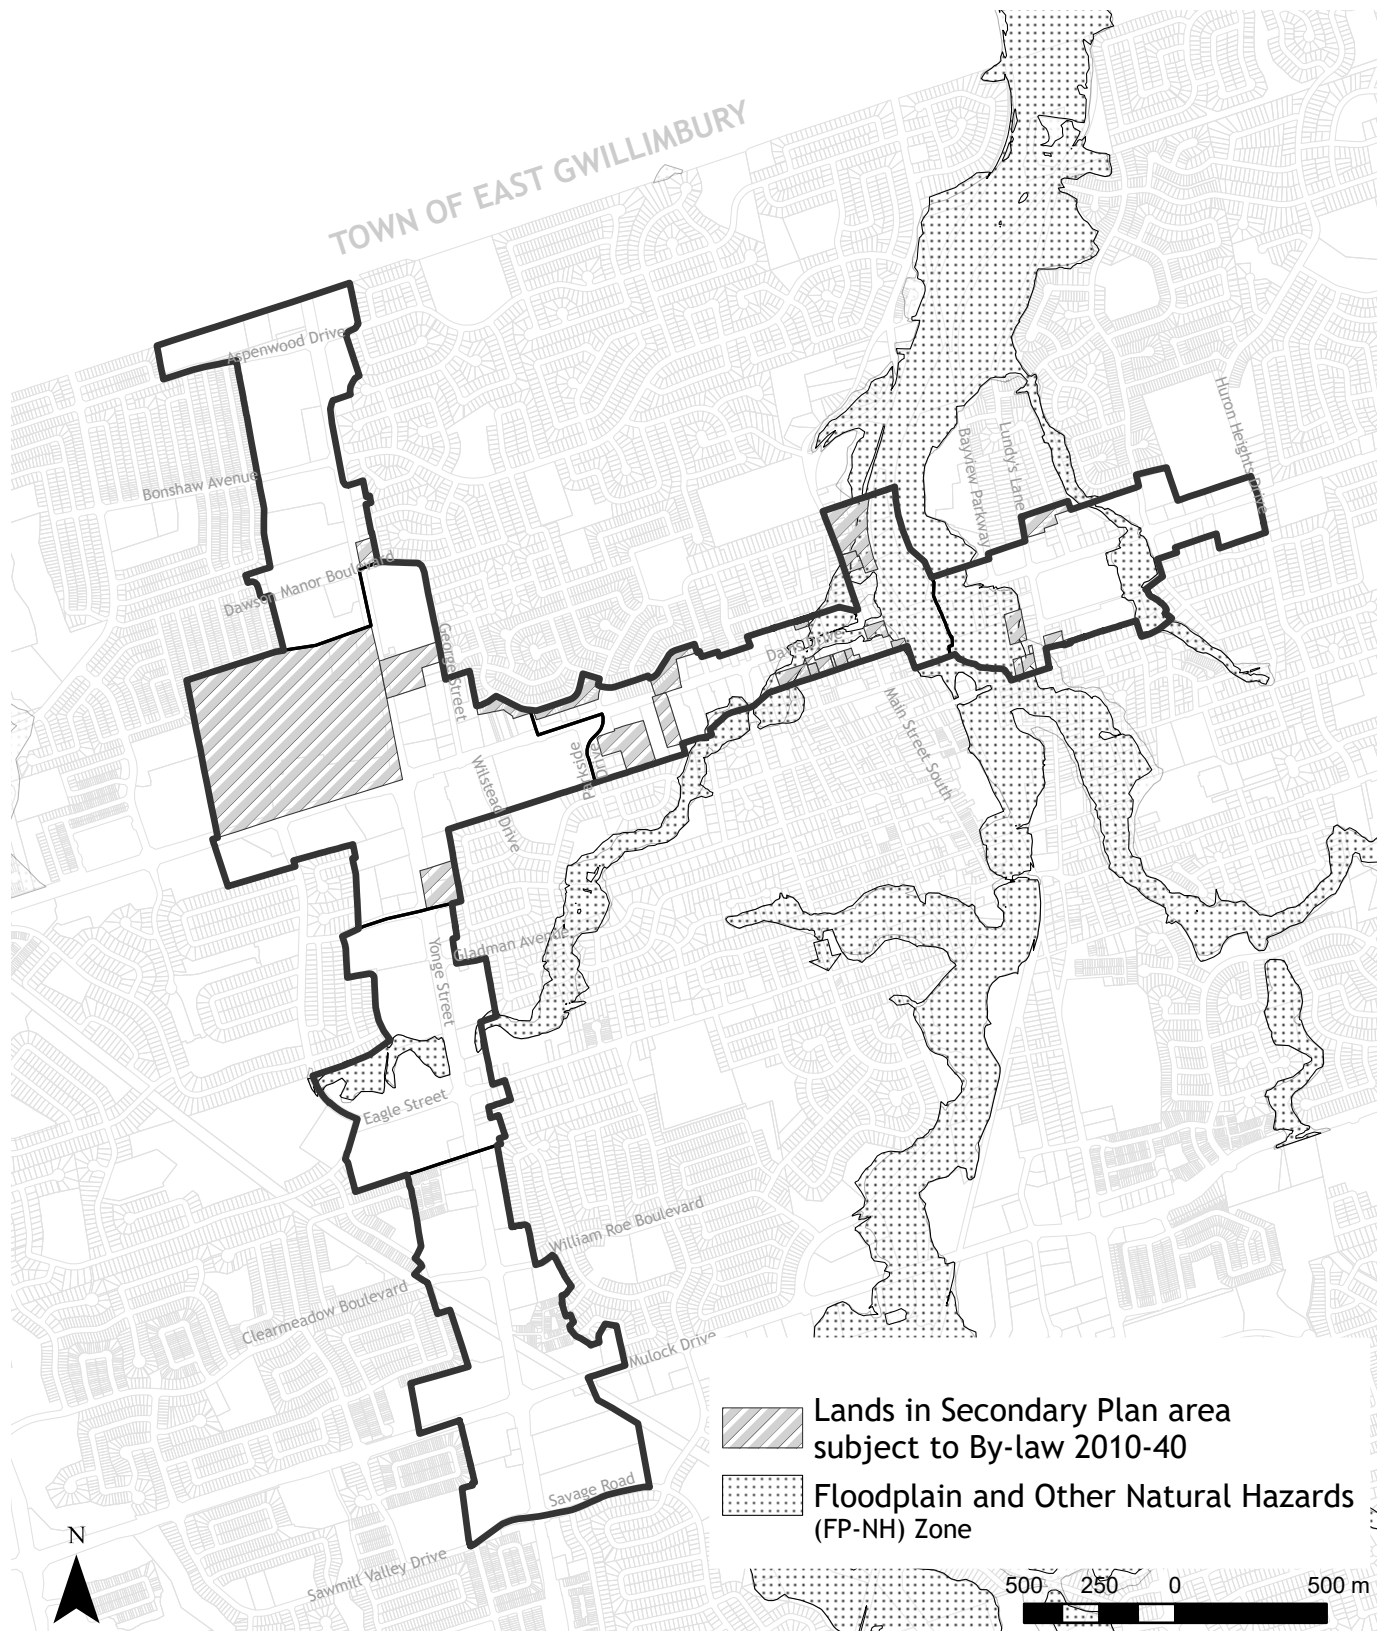 TOWN OF EAST GWILLIMBURY
Aspenwood Drive
Huron Heights Drive
Bonshaw Avenue
Lundy's Lane
Bayview Parkway
Dawson Manor Boulevard
George Street
Davis Drive
Main Street South
Parkside
Drive
Wilstead Drive
Gladman Avenue
Yonge Street
Eagle Street
William Roe Boulevard
Clearmeadow Boulevard
Mulock Drive
Savage Road
Sawmill Valley Drive
Lands in Secondary Plan area
subject to By-law 2010-40
Floodplain and Other Natural Hazards
(FP-NH) Zone
N
500 250 0 500 m